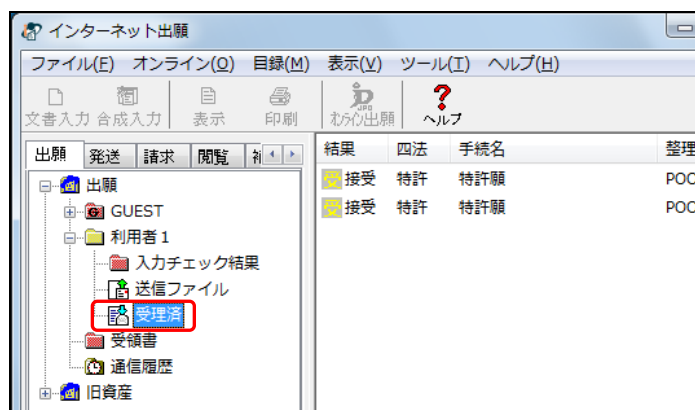 インターネット出願
ファイル(F) オンライン(O) 目録(M) 表示(V) ツール(T) ヘルプ(H)
文書入力 合成入力 表示 印刷 オンライン出願 ヘルプ
出願 発送 請求 閲覧
結果 四法 手続名 整理
出願
受 接受 特許 特許願 POC
GUEST
受 接受 特許 特許願 POC
利用者1
入力チェック結果
送信ファイル
受理済
受領書
通信履歴
旧資産